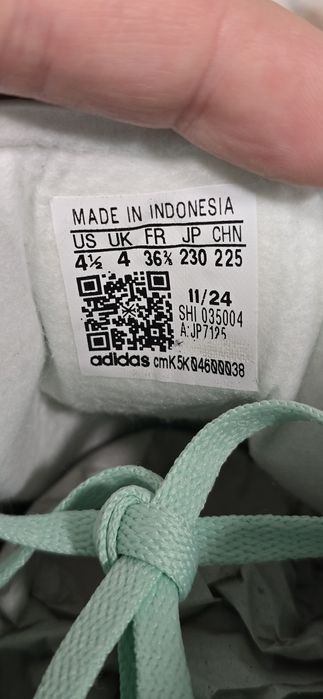 MADE IN INDONESIA
US UK FR JP CHN
4½ 4 36⅔ 230 225
11/24
SHI 035004
A:JP7125
adidas cmK5K04600038